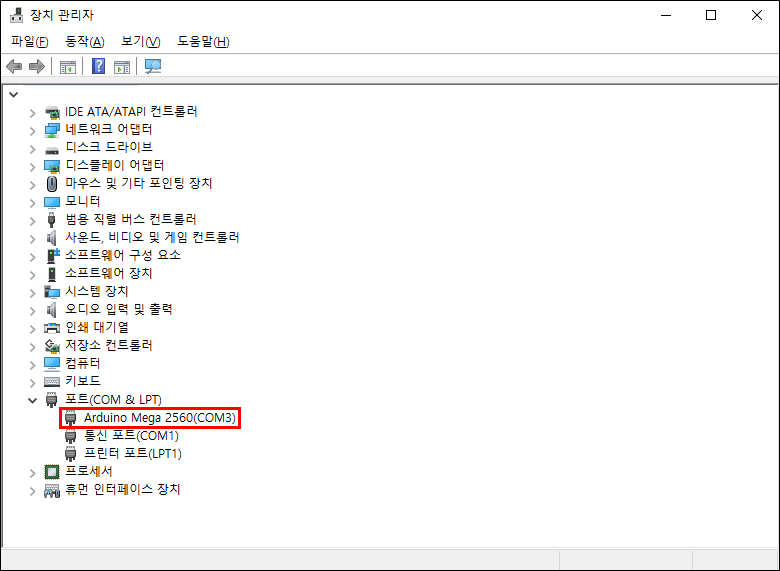 장치 관리자
파일(F) 동작(A) 보기(V) 도움말(H)
IDE ATA/ATAPI 컨트롤러
네트워크 어댑터
디스크 드라이브
디스플레이 어댑터
마우스 및 기타 포인팅 장치
모니터
범용 직렬 버스 컨트롤러
사운드, 비디오 및 게임 컨트롤러
소프트웨어 구성 요소
소프트웨어 장치
시스템 장치
오디오 입력 및 출력
인쇄 대기열
저장소 컨트롤러
컴퓨터
키보드
포트(COM & LPT)
Arduino Mega 2560(COM3)
통신 포트(COM1)
프린터 포트(LPT1)
프로세서
휴먼 인터페이스 장치